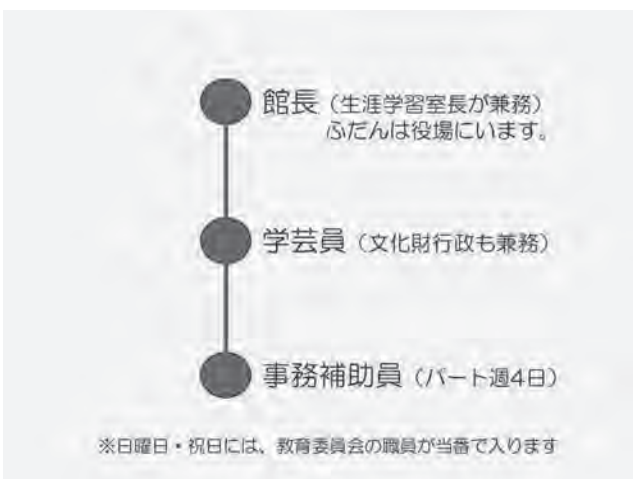 館長（生涯学習室長が兼務）
ふだんは役場にいます。
学芸員（文化財行政も兼務）
事務補助員（パート週4日）
※日曜日・祝日には、教育委員会の職員が当番で入ります